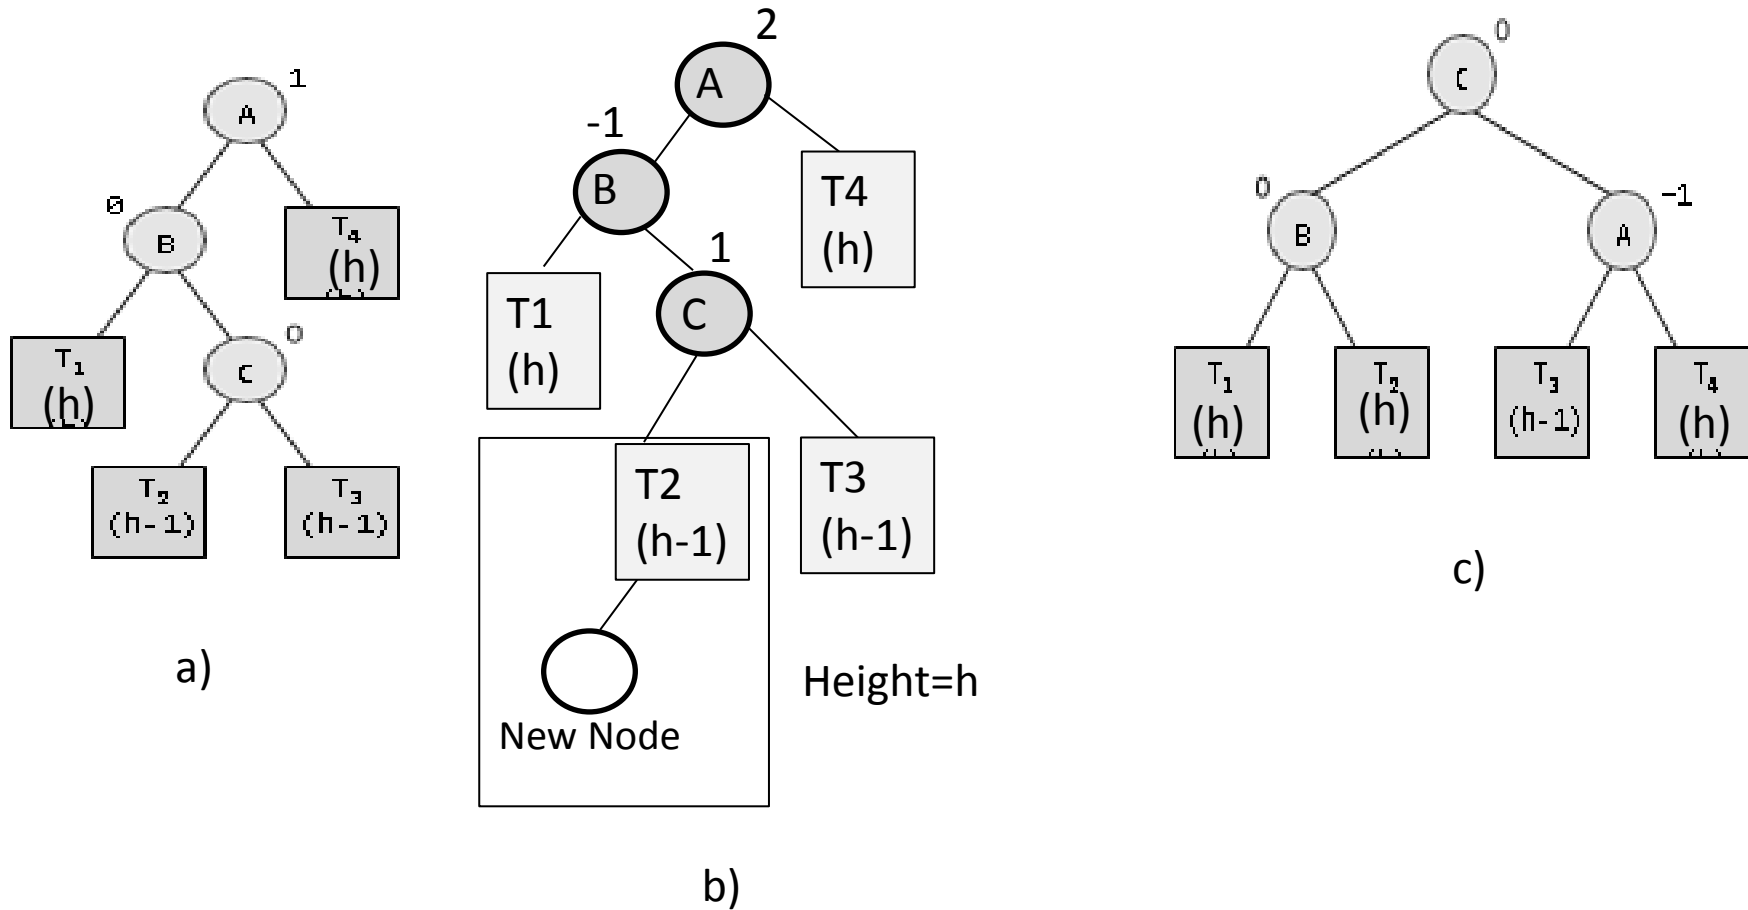 1
A
0
B
T4
(h)
T1
(h)
0
C
T2
(h-1)
T3
(h-1)
a)
2
A
-1
B
T4
(h)
1
C
T1
(h)
T2
(h-1)
T3
(h-1)
New Node
Height=h
b)
0
C
0
B
-1
A
T1
(h)
T2
(h)
T3
(h-1)
T4
(h)
c)